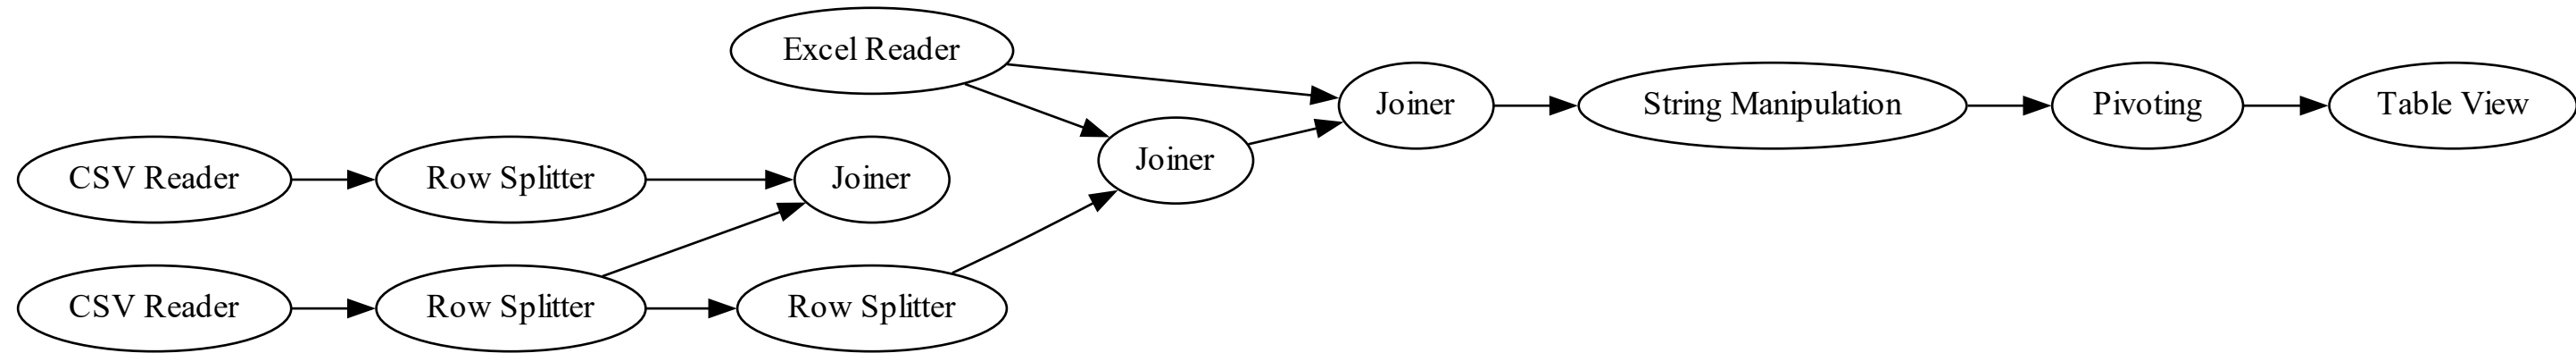 Excel Reader
Joiner
String Manipulation
Pivoting
Table View
Joiner
CSV Reader
Row Splitter
Joiner
CSV Reader
Row Splitter
Row Splitter